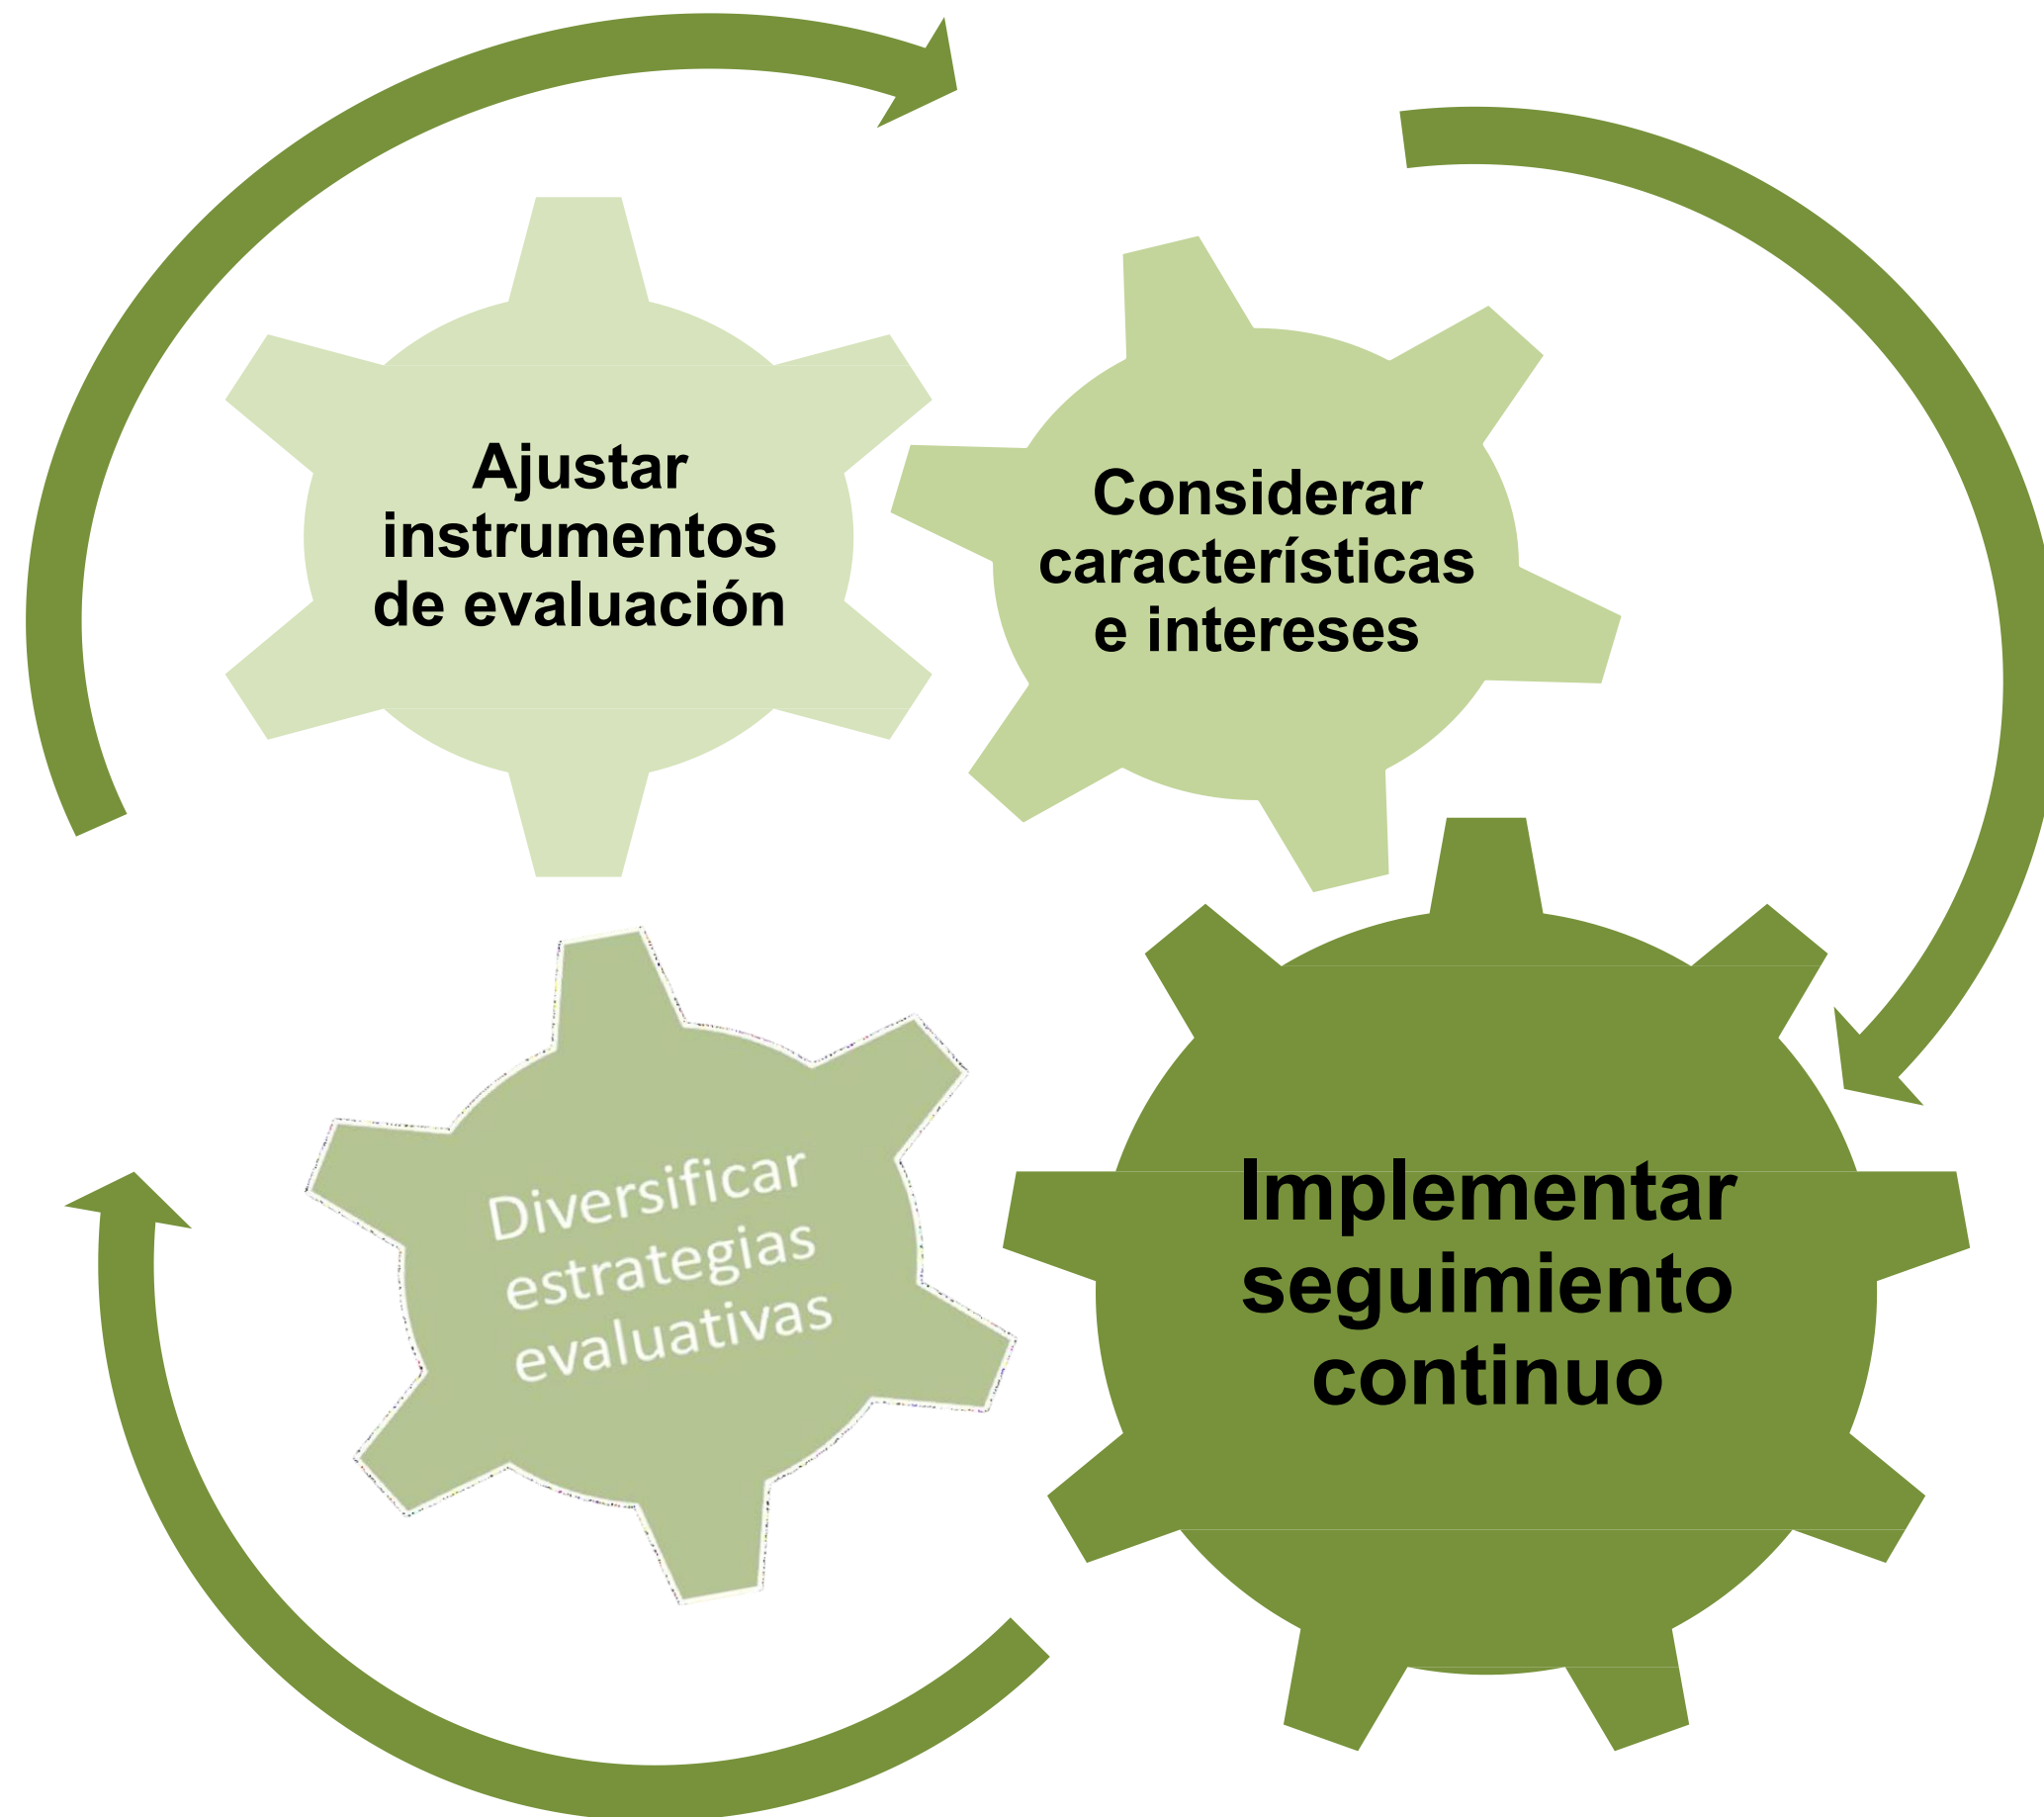 Ajustar
instrumentos
de evaluación
Considerar
características
e intereses
Diversificar
estrategias
evaluativas
Implementar
seguimiento
continuo